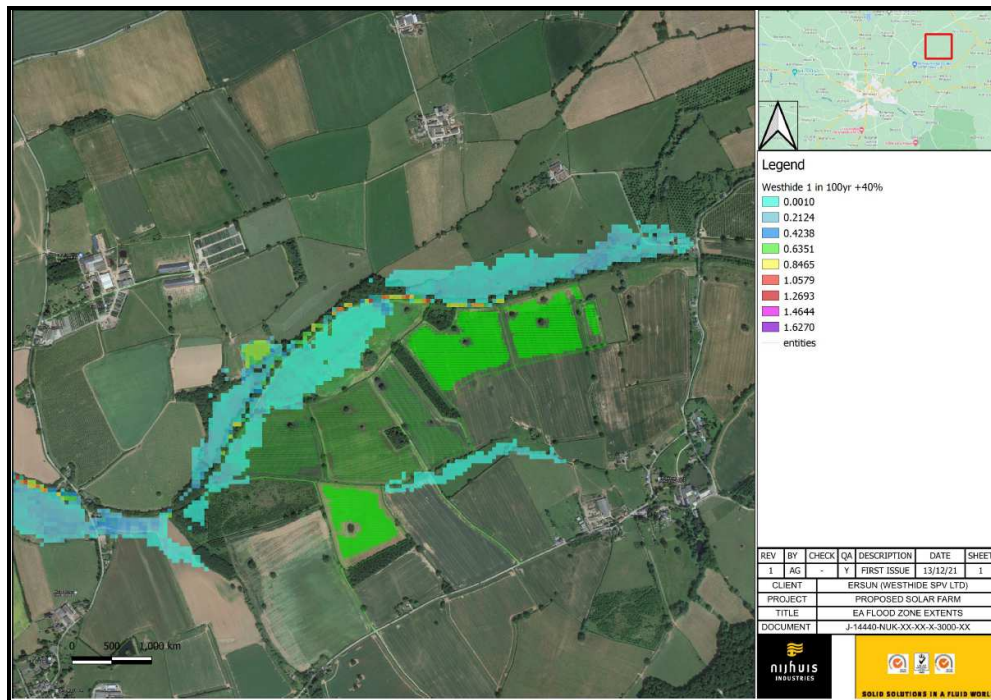 Legend
Westhide 1 in 100yr +40%
0.0010
0.2124
0.4238
0.6351
0.8465
1.0579
1.2693
1.4644
1.6270
entities
0 500 1,000 km
REV BY CHECK QA DESCRIPTION DATE SHEET
1 AG - Y FIRST ISSUE 13/12/21 1
CLIENT ERSUN (WESTHIDE SPV LTD)
PROJECT PROPOSED SOLAR FARM
TITLE EA FLOOD ZONE EXTENTS
DOCUMENT J-14440-NUK-XX-XX-X-3000-XX
nijhuis
INDUSTRIES
SOLID SOLUTIONS IN A FLUID WORLD